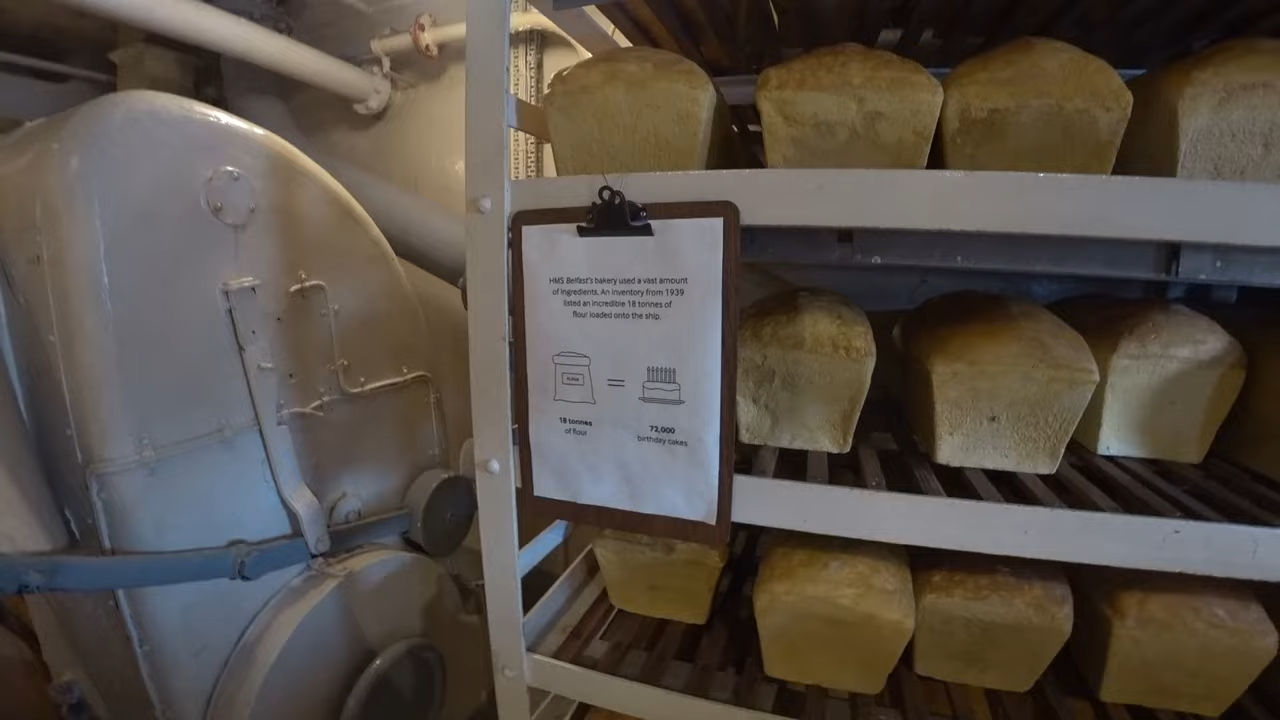 HMS Belfast's bakery used a vast amount
of ingredients. An inventory from 1939
listed an incredible 18 tonnes of
flour loaded onto the ship.
FLOUR
=
18 tonnes
of flour
72,000
birthday cakes